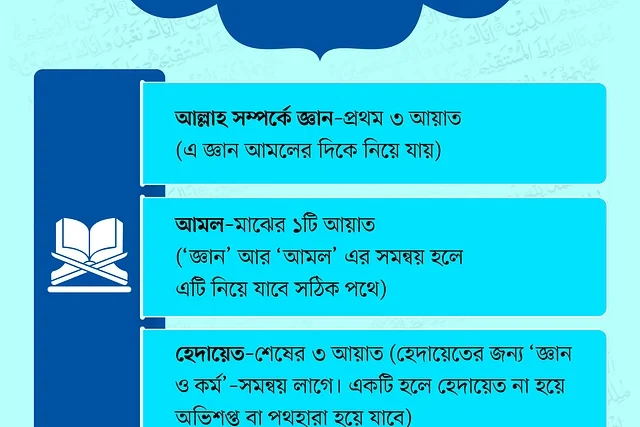 আল্লাহ সম্পর্কে জ্ঞান-প্রথম ৩ আয়াত
(এ জ্ঞান আমলের দিকে নিয়ে যায়)
আমল-মাঝের ১টি আয়াত
(‘জ্ঞান’ আর ‘আমল’ এর সমন্বয় হলে
এটি নিয়ে যাবে সঠিক পথে)
হেদায়েত-শেষের ৩ আয়াত (হেদায়েতের জন্য ‘জ্ঞান
ও কর্ম’-সমন্বয় লাগে। একটি হলে হেদায়েত না হয়ে
অভিশপ্ত বা পথহারা হয়ে যাবে)